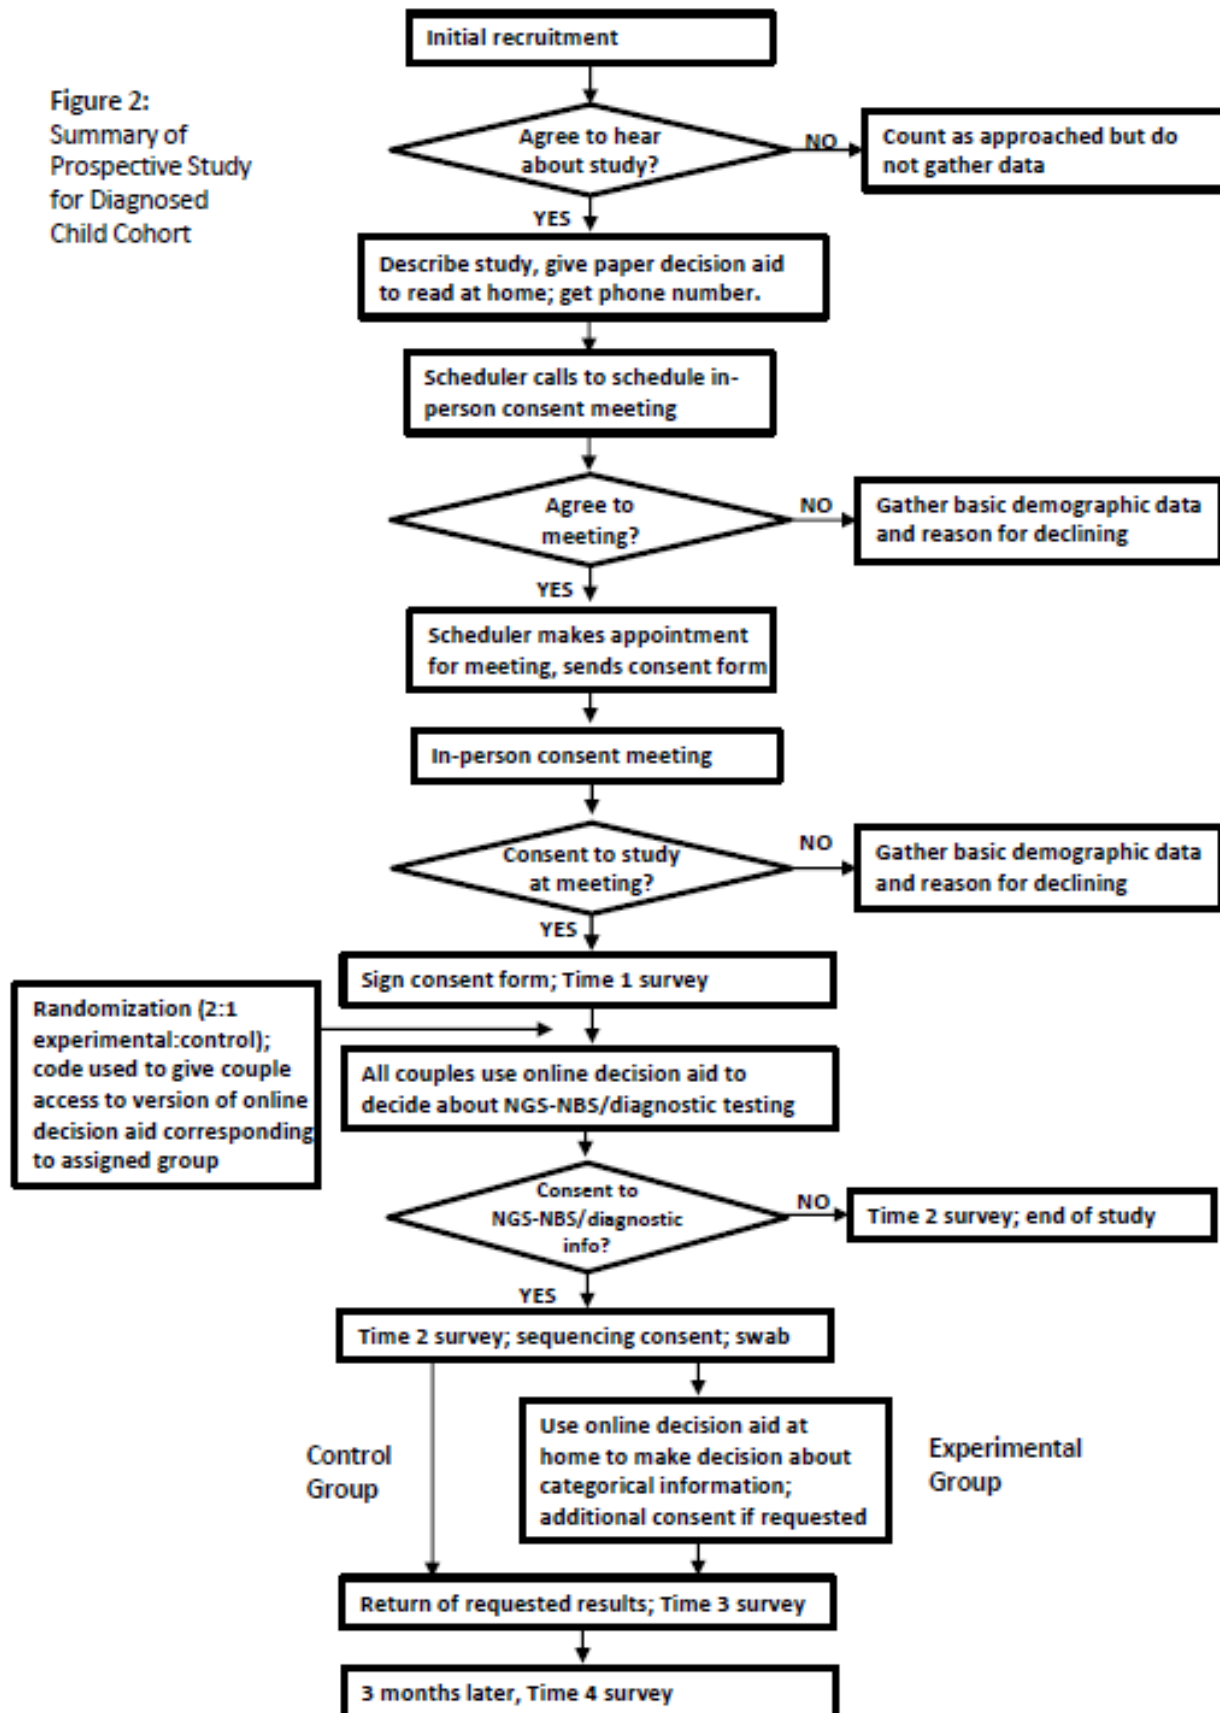 Initial recruitment
Figure 2:
Summary of
Prospective Study
for Diagnosed
Child Cohort
Agree to hear
about study?
NO
Count as approached but do
not gather data
YES
Describe study, give paper decision aid
to read at home; get phone number.
Scheduler calls to schedule in-
person consent meeting
Agree to
meeting?
NO
Gather basic demographic data
and reason for declining
YES
Scheduler makes appointment
for meeting, sends consent form
In-person consent meeting
Consent to study
at meeting?
NO
Gather basic demographic data
and reason for declining
YES
Sign consent form; Time 1 survey
Randomization (2:1
experimental:control);
code used to give couple
access to version of online
decision aid corresponding
to assigned group
All couples use online decision aid to
decide about NGS-NBS/diagnostic testing
Consent to
NGS-NBS/diagnostic
info?
NO
Time 2 survey; end of study
YES
Time 2 survey; sequencing consent; swab
Control
Group
Use online decision aid at
home to make decision about
categorical information;
additional consent if requested
Experimental
Group
Return of requested results; Time 3 survey
3 months later, Time 4 survey